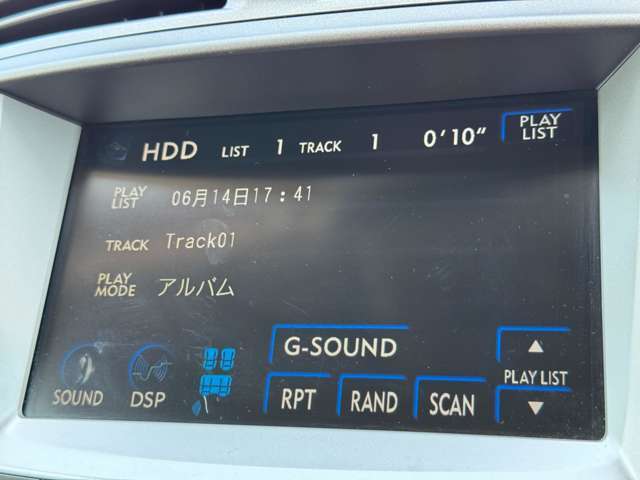 HDD LIST 1 TRACK 1 0'10" PLAY LIST
PLAY LIST 06月14日17:41
TRACK Track01
PLAY MODE アルバム
G-SOUND
SOUND DSP RPT RAND SCAN ▲ PLAY LIST ▼